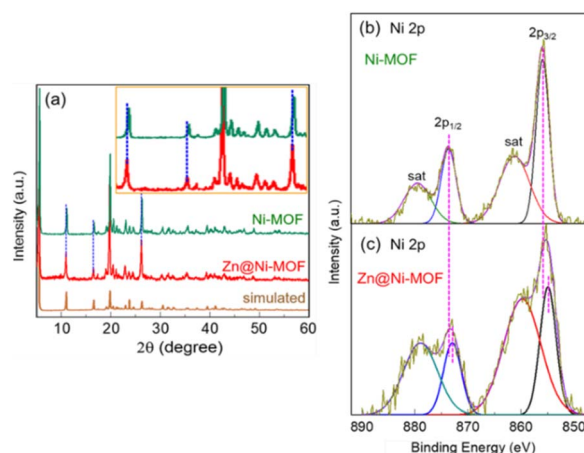 (a)
Ni-MOF
Zn@Ni-MOF
simulated
Intensity (a.u.)
10 20 30 40 50 60
2θ (degree)
(b) Ni 2p
Ni-MOF
2p3/2
2p1/2
sat
sat
(c) Ni 2p
Zn@Ni-MOF
Intensity (a.u.)
890 880 870 860 850
Binding Energy (eV)